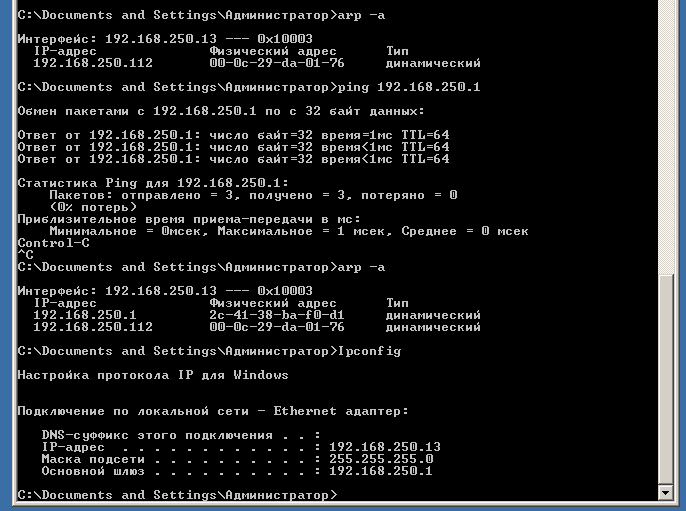 C:\Documents and Settings\Администратор>arp -a
Интерфейс: 192.168.250.13 --- 0x10003
IP-адрес Физический адрес Тип
192.168.250.112 00-0c-29-da-01-76 динамический
C:\Documents and Settings\Администратор>ping 192.168.250.1
Обмен пакетами с 192.168.250.1 по с 32 байт данных:
Ответ от 192.168.250.1: число байт=32 время=1мс TTL=64
Ответ от 192.168.250.1: число байт=32 время<1мс TTL=64
Ответ от 192.168.250.1: число байт=32 время<1мс TTL=64
Статистика Ping для 192.168.250.1:
Пакетов: отправлено = 3, получено = 3, потеряно = 0
(0% потерь)
Приблизительное время приема-передачи в мс:
Минимальное = 0мсек, Максимальное = 1 мсек, Среднее = 0 мсек
Control-C
^C
C:\Documents and Settings\Администратор>arp -a
Интерфейс: 192.168.250.13 --- 0x10003
IP-адрес Физический адрес Тип
192.168.250.1 2c-41-38-ba-f0-d1 динамический
192.168.250.112 00-0c-29-da-01-76 динамический
C:\Documents and Settings\Администратор>Ipconfig
Настройка протокола IP для Windows
Подключение по локальной сети - Ethernet адаптер:
DNS-суффикс этого подключения . . :
IP-адрес . . . . . . . . . . . . : 192.168.250.13
Маска подсети . . . . . . . . . . : 255.255.255.0
Основной шлюз . . . . . . . . . . : 192.168.250.1
C:\Documents and Settings\Администратор>